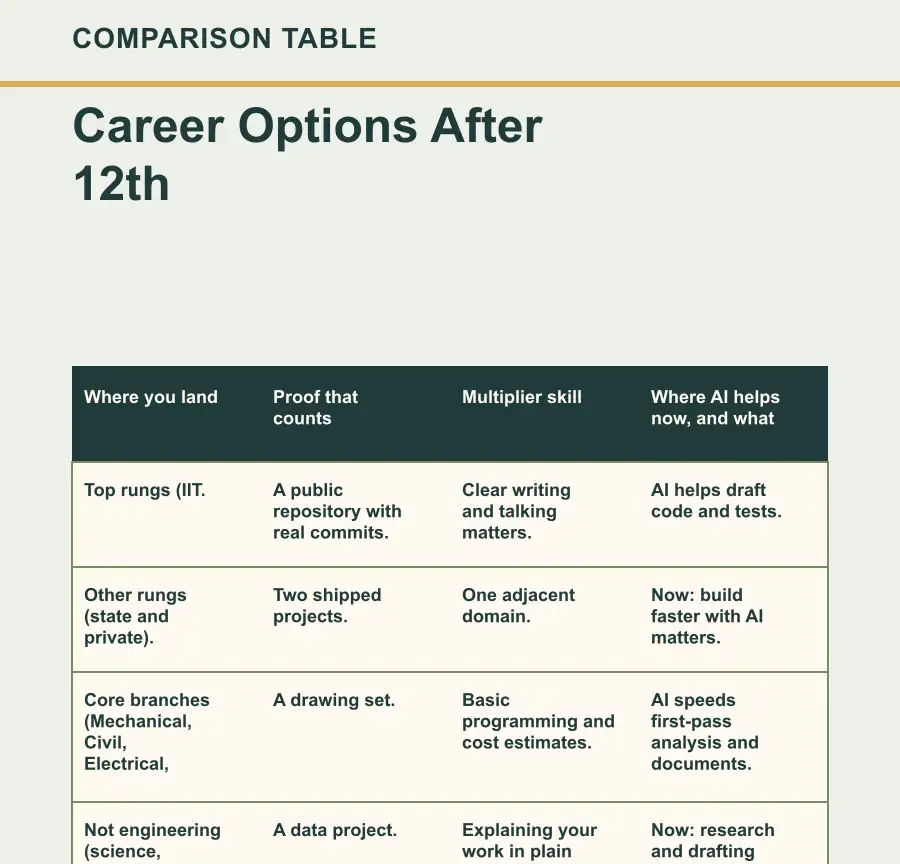 COMPARISON TABLE
Career Options After
12th
Where you land
Proof that
counts
Multiplier skill
Where AI helps
now, and what
Top rungs (IIT.
A public
repository with
real commits.
Clear writing
and talking
matters.
AI helps draft
code and tests.
Other rungs
(state and
private).
Two shipped
projects.
One adjacent
domain.
Now: build
faster with AI
matters.
Core branches
(Mechanical,
Civil,
Electrical,
A drawing set.
Basic
programming and
cost estimates.
AI speeds
first-pass
analysis and
documents.
Not engineering
(science,
A data project.
Explaining your
work in plain
Now: research
and drafting